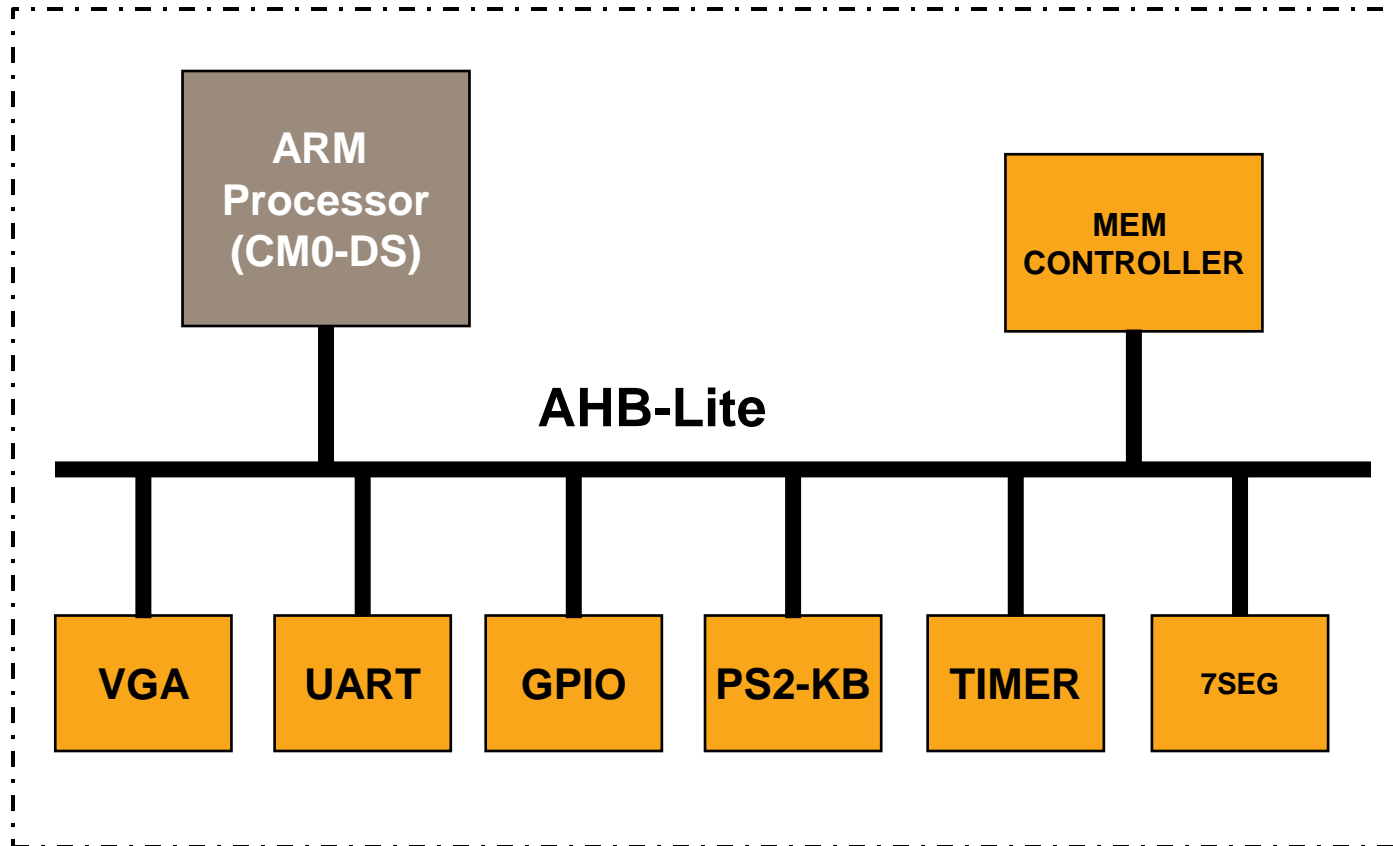 ARM
Processor
(CM0-DS)
MEM
CONTROLLER
AHB-Lite
VGA
UART
GPIO
PS2-KB
TIMER
7SEG